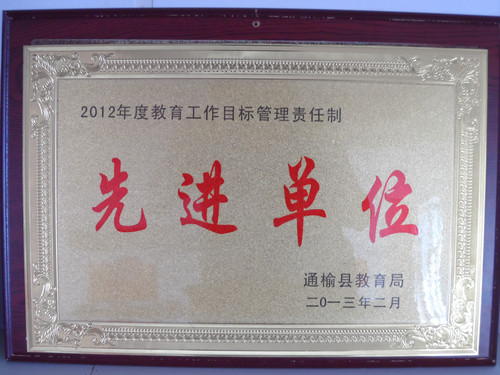 2012年度教育工作目标管理责任制
先进单位
通榆县教育局
二〇一三年二月